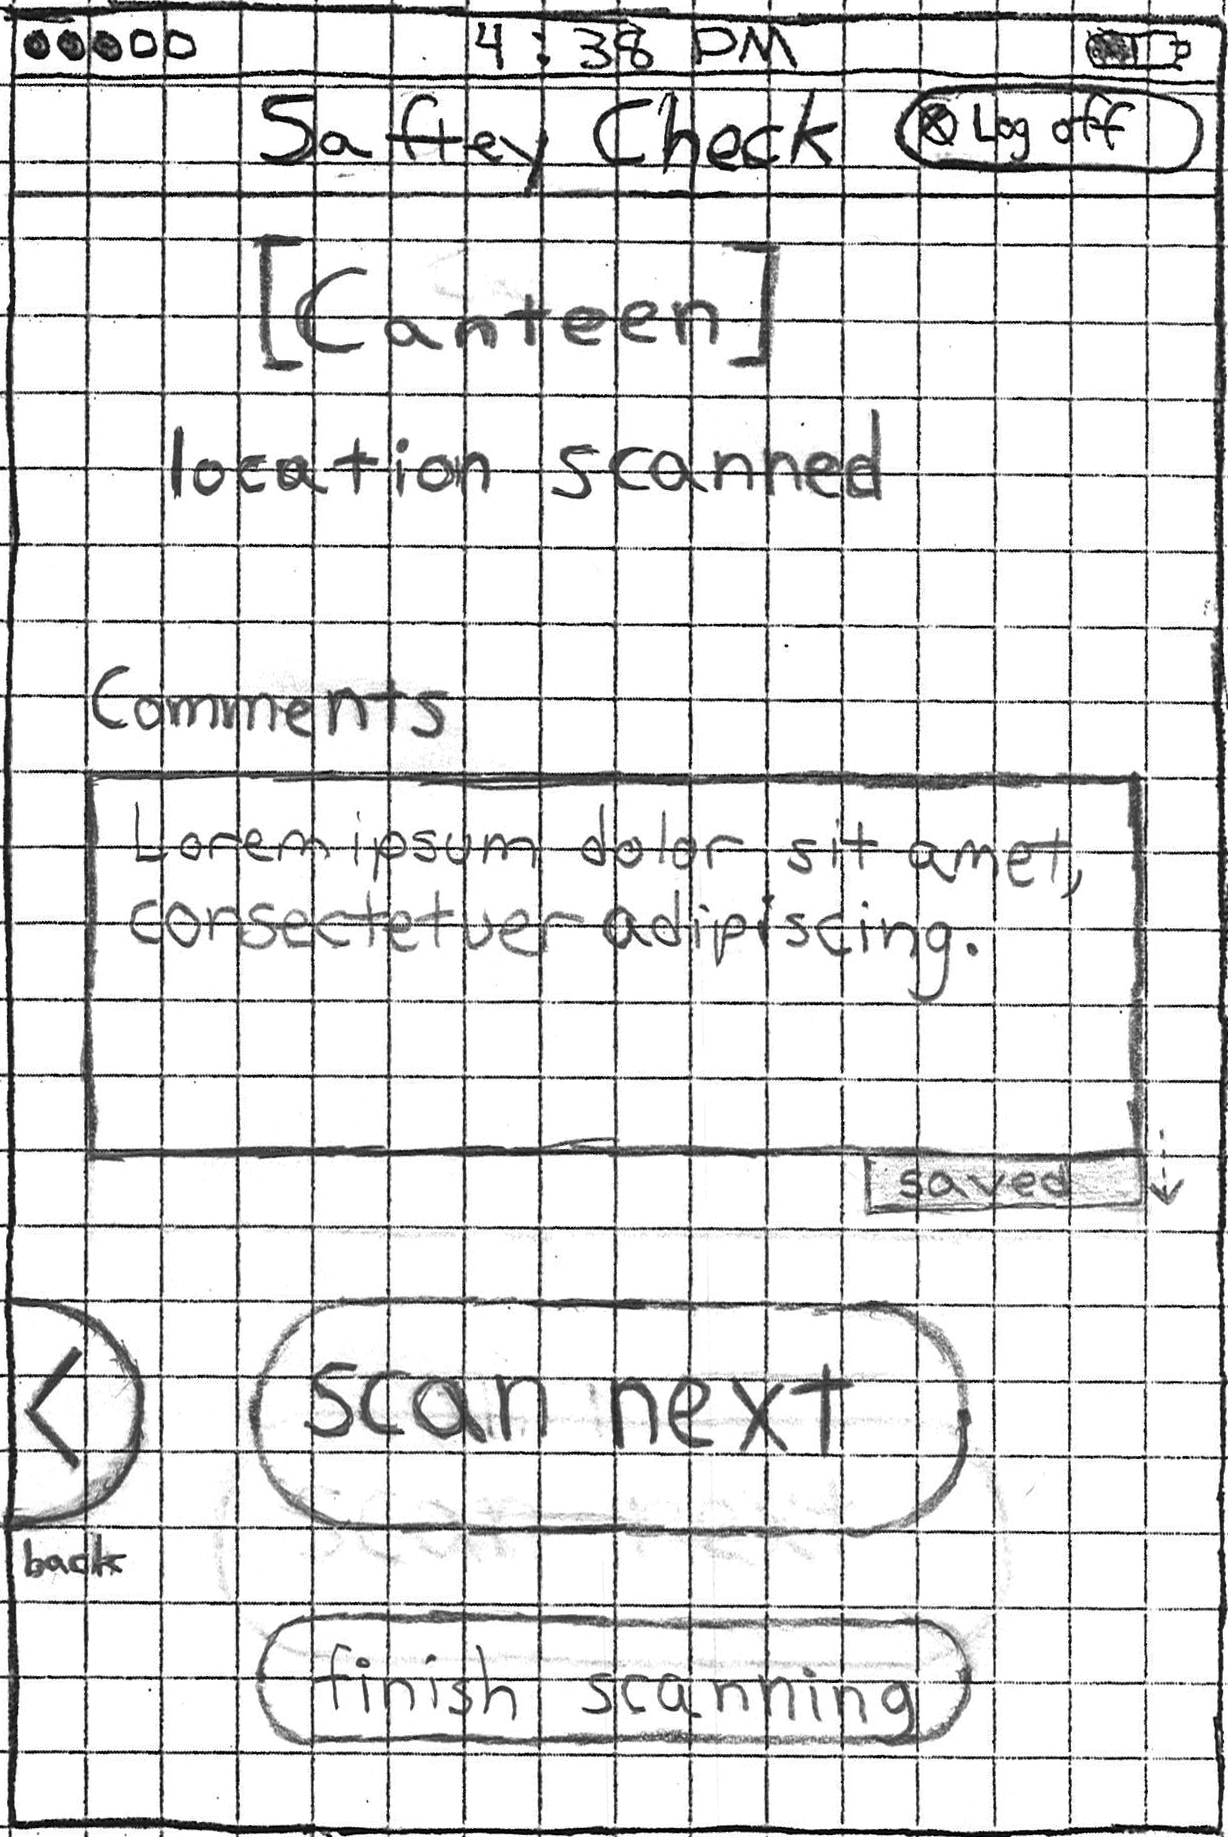 4:38 PM
Saftey Check
Log off
[Canteen]
location scanned
Comments
Lorem ipsum dolor sit amet,
consectetuer adipiscing.
saved
scan next
back
finish scanning